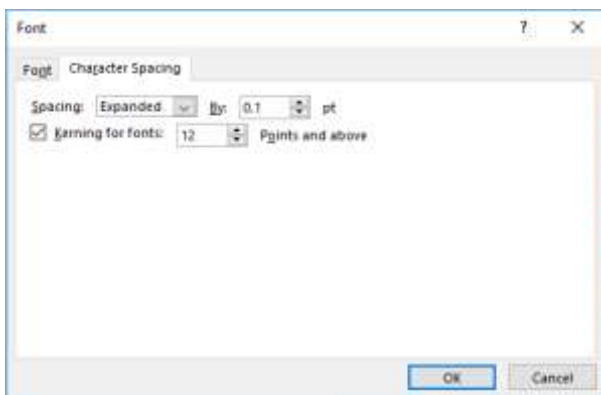 Font ? ×
Font Character Spacing
Spacing: Expanded By: 0.1 pt
Kerning for fonts: 12 Points and above
OK Cancel